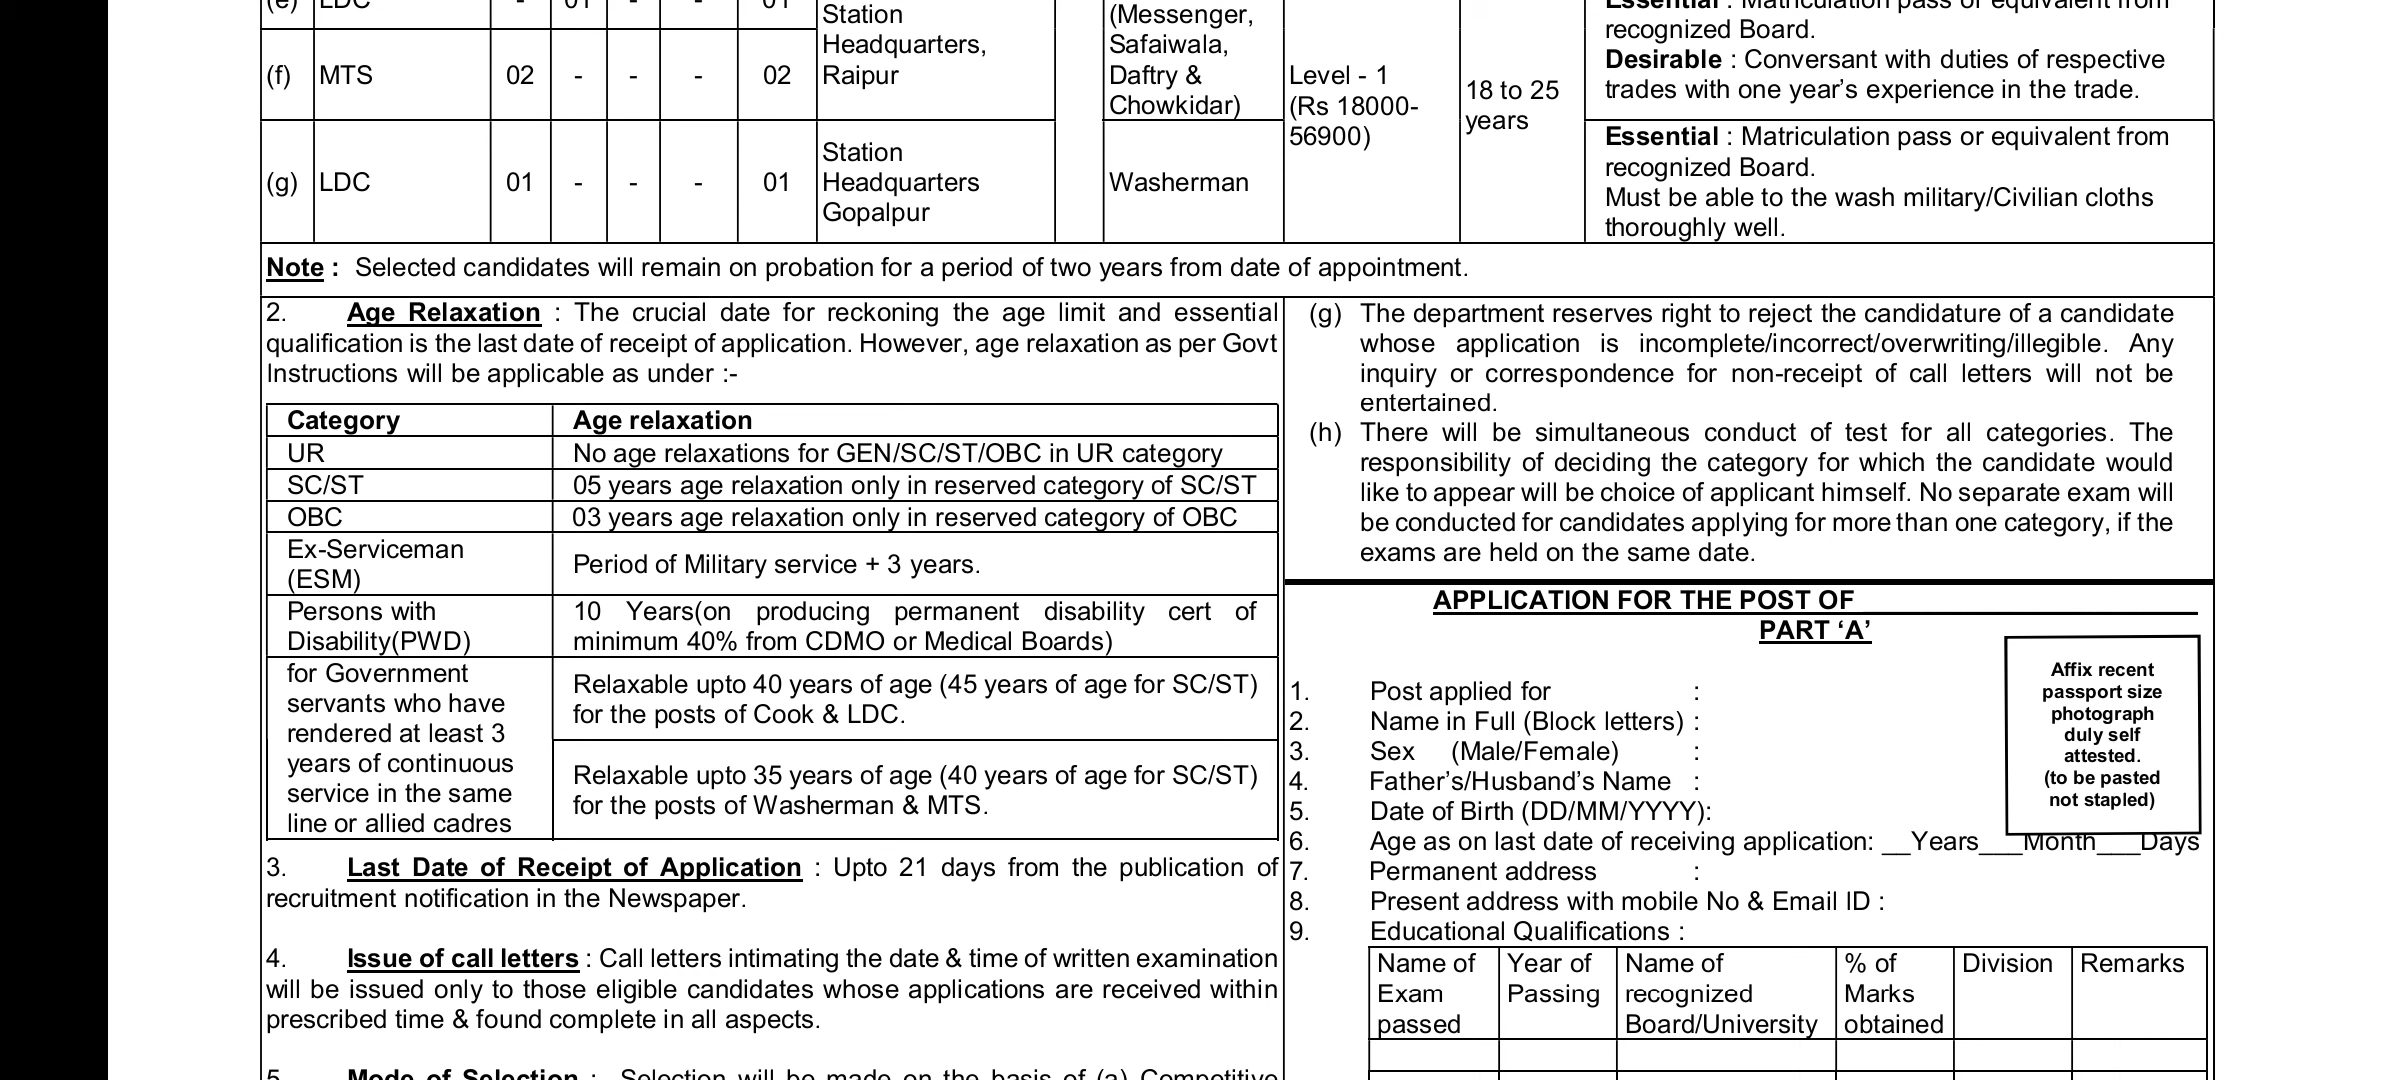 (e) LDC - 01 - - 01
(f) MTS 02 - - - 02
Station
Headquarters,
Raipur
(Messenger,
Safaiwala,
Daftry &
Chowkidar)
Level - 1
(Rs 18000-
56900)
18 to 25
years
Essential : Matriculation pass or equivalent from
recognized Board.
Desirable : Conversant with duties of respective
trades with one year’s experience in the trade.
(g) LDC 01 - - - 01
Station
Headquarters
Gopalpur
Washerman
Essential : Matriculation pass or equivalent from
recognized Board.
Must be able to the wash military/Civilian cloths
thoroughly well.
Note : Selected candidates will remain on probation for a period of two years from date of appointment.
2. Age Relaxation : The crucial date for reckoning the age limit and essential
qualification is the last date of receipt of application. However, age relaxation as per Govt
Instructions will be applicable as under :-
Category Age relaxation
UR No age relaxations for GEN/SC/ST/OBC in UR category
SC/ST 05 years age relaxation only in reserved category of SC/ST
OBC 03 years age relaxation only in reserved category of OBC
Ex-Serviceman
(ESM)
Period of Military service + 3 years.
Persons with
Disability(PWD)
10 Years(on producing permanent disability cert of
minimum 40% from CDMO or Medical Boards)
for Government
servants who have
rendered at least 3
years of continuous
service in the same
line or allied cadres
Relaxable upto 40 years of age (45 years of age for SC/ST)
for the posts of Cook & LDC.
Relaxable upto 35 years of age (40 years of age for SC/ST)
for the posts of Washerman & MTS.
3. Last Date of Receipt of Application : Upto 21 days from the publication of
recruitment notification in the Newspaper.
4. Issue of call letters : Call letters intimating the date & time of written examination
will be issued only to those eligible candidates whose applications are received within
prescribed time & found complete in all aspects.
5. Mode of Selection : Selection will be made on the basis of (a) Competitive
(g) The department reserves right to reject the candidature of a candidate
whose application is incomplete/incorrect/overwriting/illegible. Any
inquiry or correspondence for non-receipt of call letters will not be
entertained.
(h) There will be simultaneous conduct of test for all categories. The
responsibility of deciding the category for which the candidate would
like to appear will be choice of applicant himself. No separate exam will
be conducted for candidates applying for more than one category, if the
exams are held on the same date.
APPLICATION FOR THE POST OF
PART ‘A’
Affix recent
passport size
photograph
duly self
attested.
(to be pasted
not stapled)
1. Post applied for :
2. Name in Full (Block letters) :
3. Sex (Male/Female) :
4. Father’s/Husband’s Name :
5. Date of Birth (DD/MM/YYYY):
6. Age as on last date of receiving application: __Years___Month___Days
7. Permanent address :
8. Present address with mobile No & Email ID :
9. Educational Qualifications :
Name of
Exam
passed
Year of
Passing
Name of
recognized
Board/University
% of
Marks
obtained
Division
Remarks